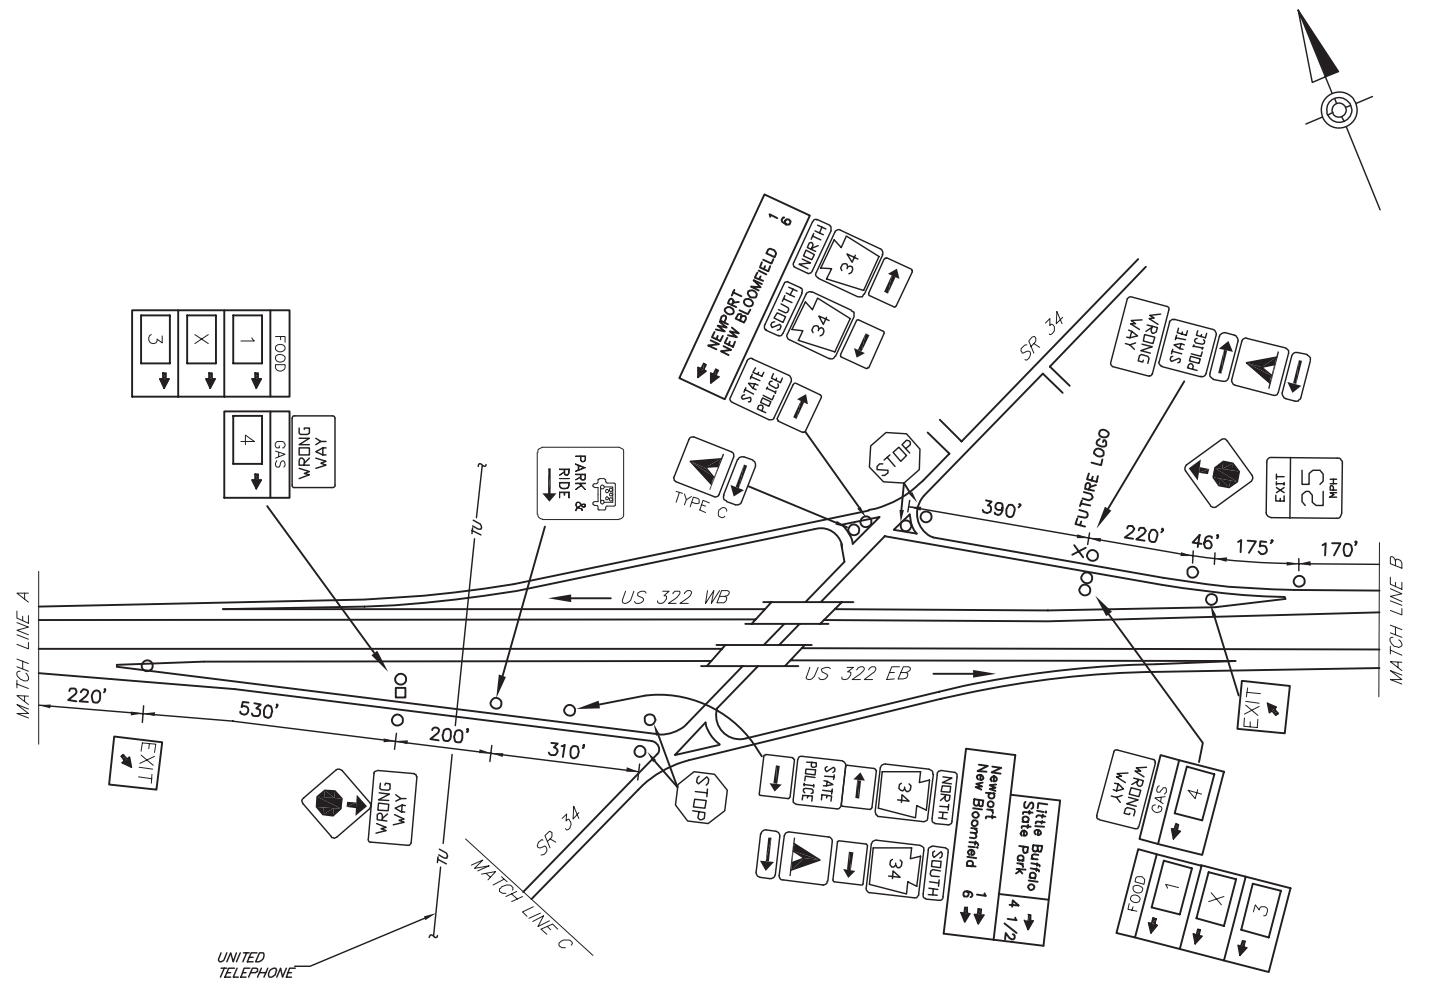 NEWPORT 1
NEW BLOOMFIELD 6
NORTH
34
SOUTH
34
STATE
POLICE
TYPE C
STOP
SR 34
WRONG
WAY
STATE
POLICE
FUTURE LOGO
EXIT
25
MPH
390'
220'
46'
175'
170'
FOOD
1
X
3
GAS
4
WRONG
WAY
PARK &
RIDE
TU
US 322 WB
US 322 EB
MATCH LINE A
MATCH LINE B
220'
530'
200'
310'
EXIT
EXIT
WRONG
WAY
STOP
SR 34
MATCH LINE C
TU
UNITED
TELEPHONE
STATE
POLICE
34
NORTH
34
SOUTH
Newport 1
New Bloomfield 6
Little Buffalo
State Park
4 1/2
WRONG
WAY
GAS
4
FOOD
1
X
3